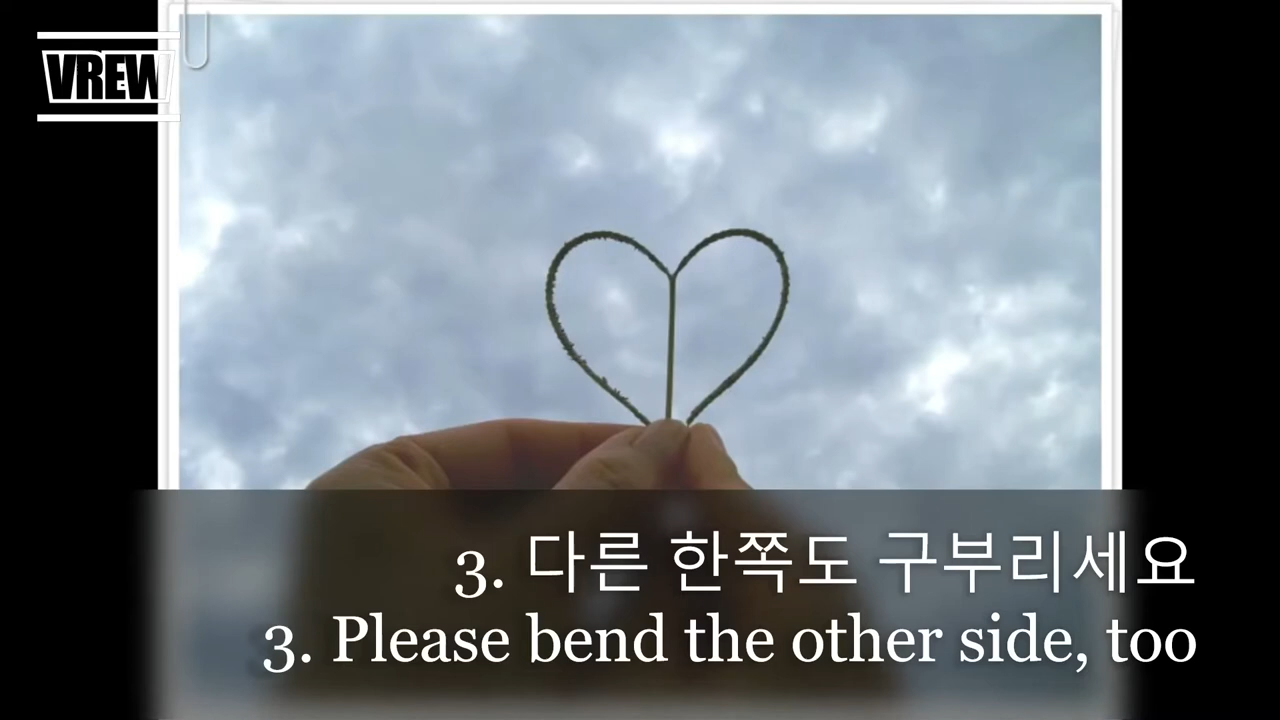 VREW
3. 다른 한쪽도 구부리세요
3. Please bend the other side, too